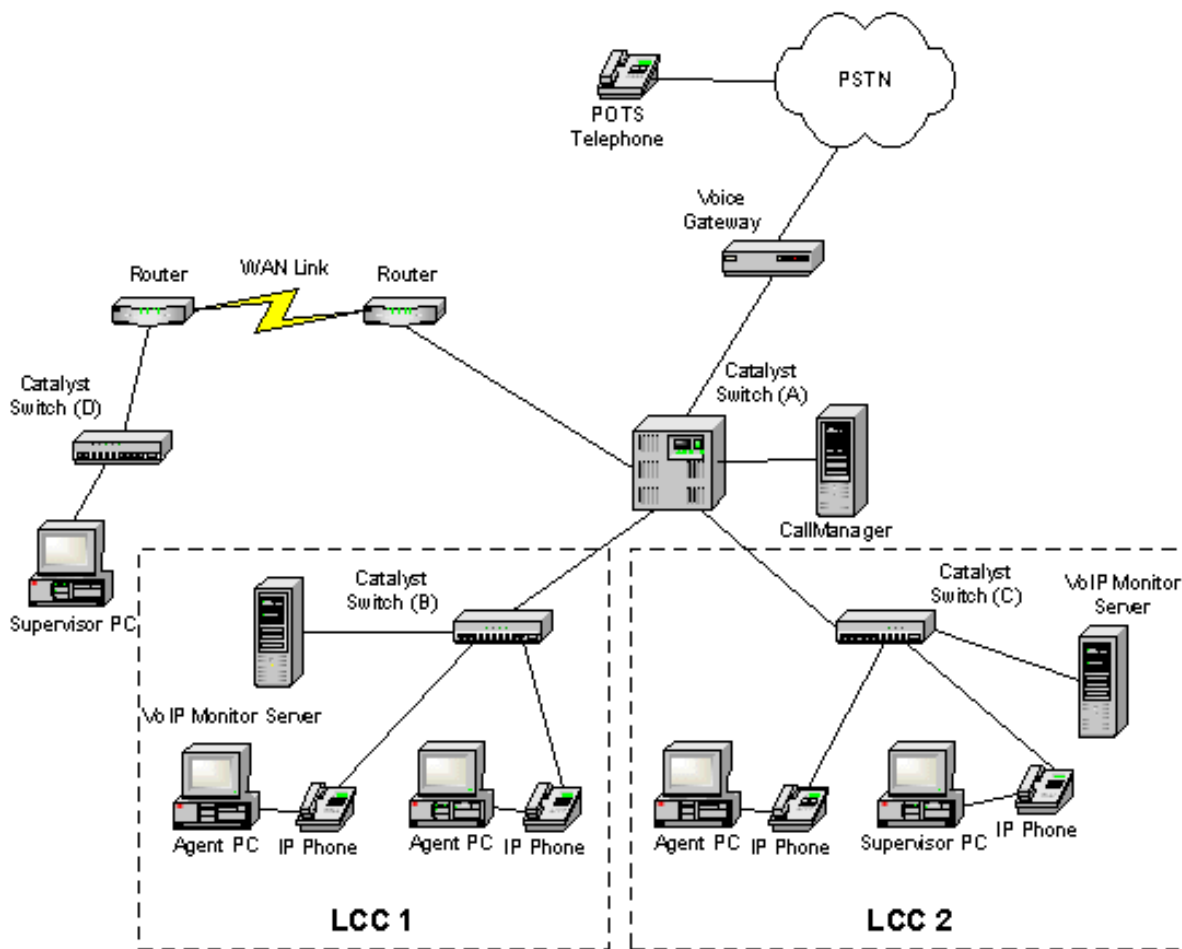 PSTN
POTS
Telephone
Voice
Gateway
Router
WAN Link
Router
Catalyst
Switch (D)
Catalyst
Switch (A)
CallManager
Supervisor PC
Catalyst
Switch (B)
VoIP Monitor Server
Agent PC
IP Phone
Agent PC
IP Phone
LCC 1
Catalyst
Switch (C)
VoIP Monitor
Server
Agent PC
IP Phone
Supervisor PC
IP Phone
LCC 2